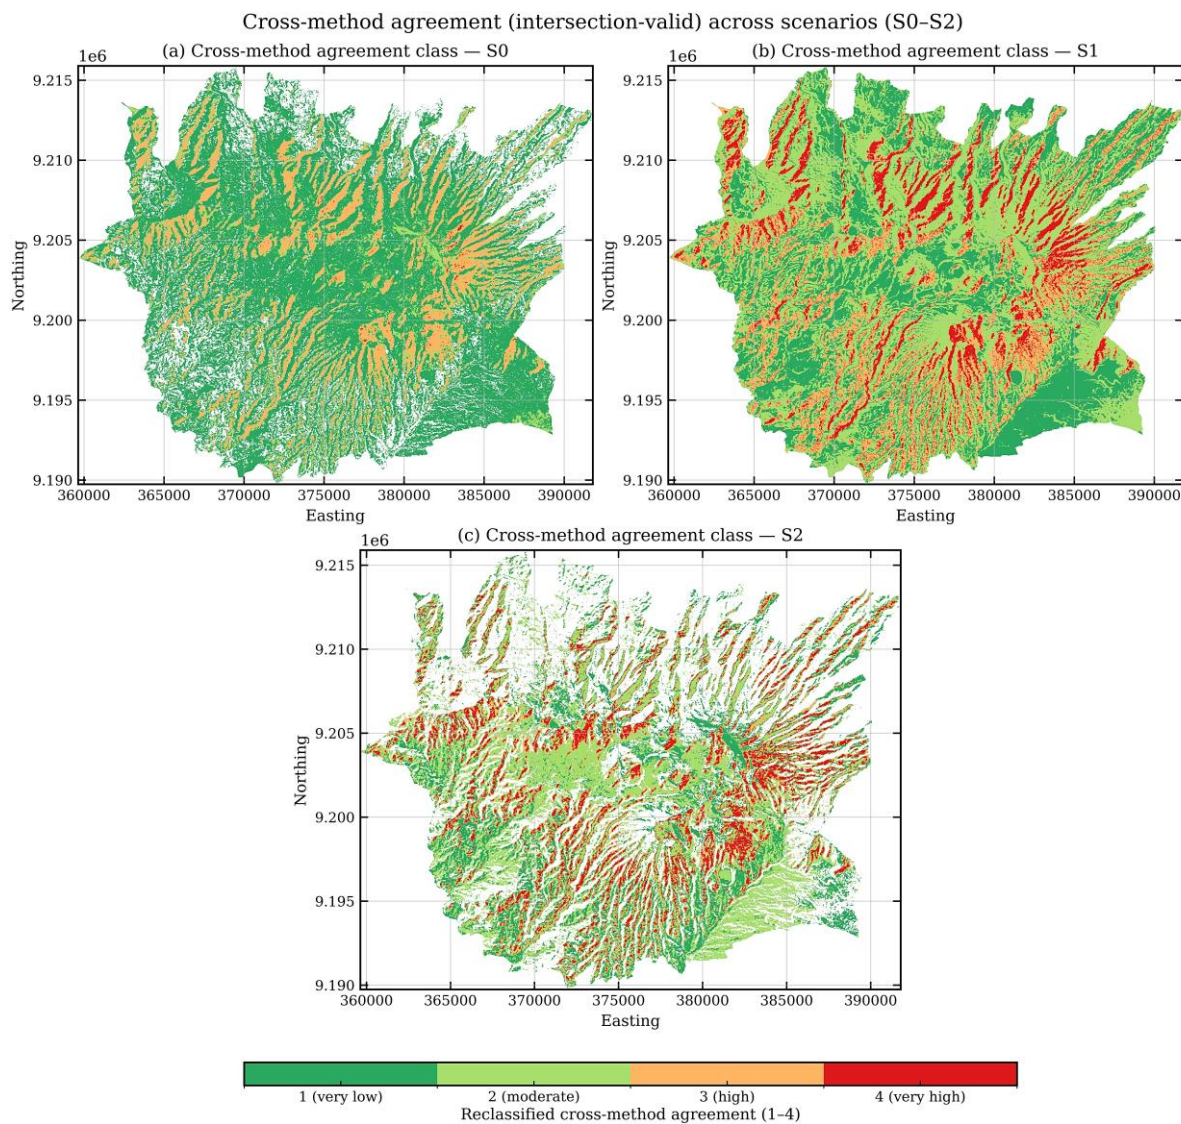 Cross-method agreement (intersection-valid) across scenarios (S0–S2)
(a) Cross-method agreement class — S0
1e6
9.215
9.210
9.205
9.200
9.195
9.190
Northing
360000 365000 370000 375000 380000 385000 390000
Easting
(b) Cross-method agreement class — S1
1e6
9.215
9.210
9.205
9.200
9.195
9.190
Northing
360000 365000 370000 375000 380000 385000 390000
Easting
(c) Cross-method agreement class — S2
1e6
9.215
9.210
9.205
9.200
9.195
9.190
Northing
360000 365000 370000 375000 380000 385000 390000
Easting
1 (very low) 2 (moderate) 3 (high) 4 (very high)
Reclassified cross-method agreement (1–4)